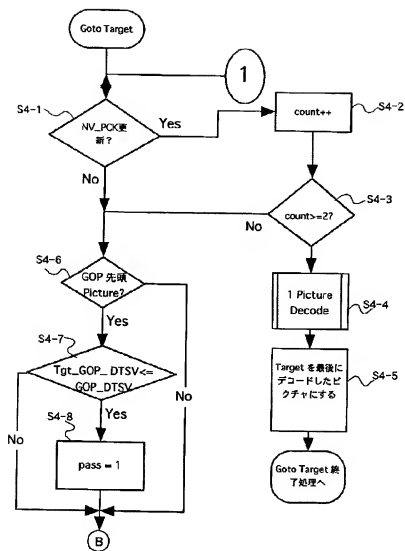 Goto Target
1
S4-1
NV_PCK更
新?
Yes
No
count++
S4-2
count>=2?
S4-3
No
1 Picture
Decode
S4-4
Target を最後に
デコードしたピ
クチャにする
S4-5
Goto Target 終
了処理へ
S4-6
GOP 先頭
Picture?
Yes
No
S4-7
Tgt_GOP_DTSV<=
GOP_DTSV
Yes
No
S4-8
pass = 1
B